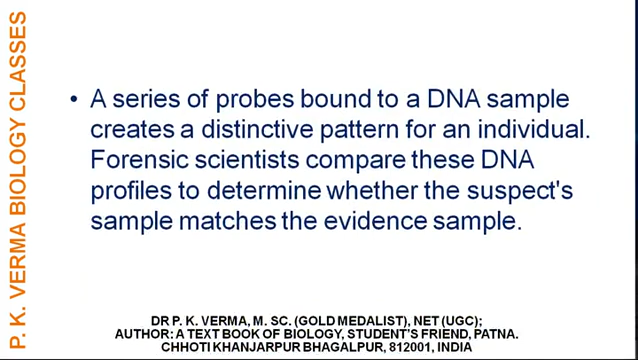 P. K. VERMA BIOLOGY CLASSES
• A series of probes bound to a DNA sample
creates a distinctive pattern for an individual.
Forensic scientists compare these DNA
profiles to determine whether the suspect's
sample matches the evidence sample.
DR P. K. VERMA, M. SC. (GOLD MEDALIST), NET (UGC);
AUTHOR: A TEXT BOOK OF BIOLOGY, STUDENT'S FRIEND, PATNA.
CHHOTI KHANJARPUR BHAGALPUR, 812001, INDIA